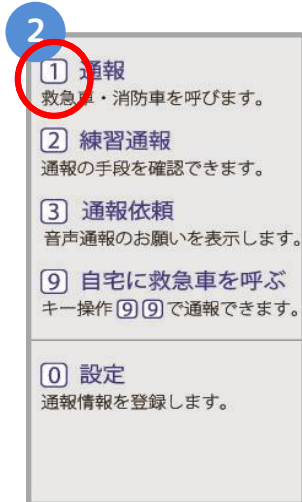 2
1 通報
救急車・消防車を呼びます。
2 練習通報
通報の手段を確認できます。
3 通報依頼
音声通報のお願いを表示します。
9 自宅に救急車を呼ぶ
キー操作99で通報できます。
0 設定
通報情報を登録します。